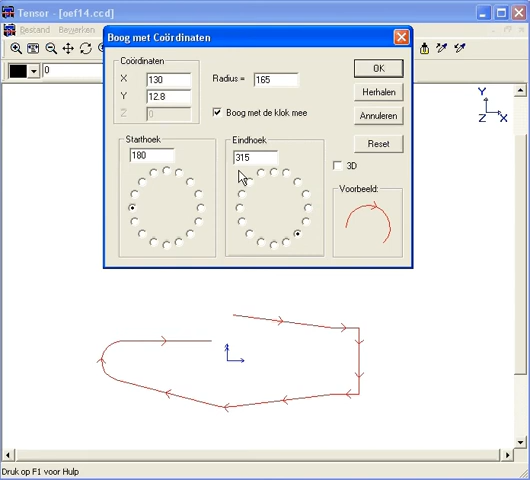 Tensor - [oef14.ccd]
Bestand Bewerken
0
Boog met Coördinaten
Coördinaten
X 130
Y 12.8
Z 0
Radius = 165
Boog met de klok mee
OK
Herhalen
Annuleren
Reset
Starthoek
180
Eindhoek
315
3D
Voorbeeld:
Y
Z X
Druk op F1 voor Hulp